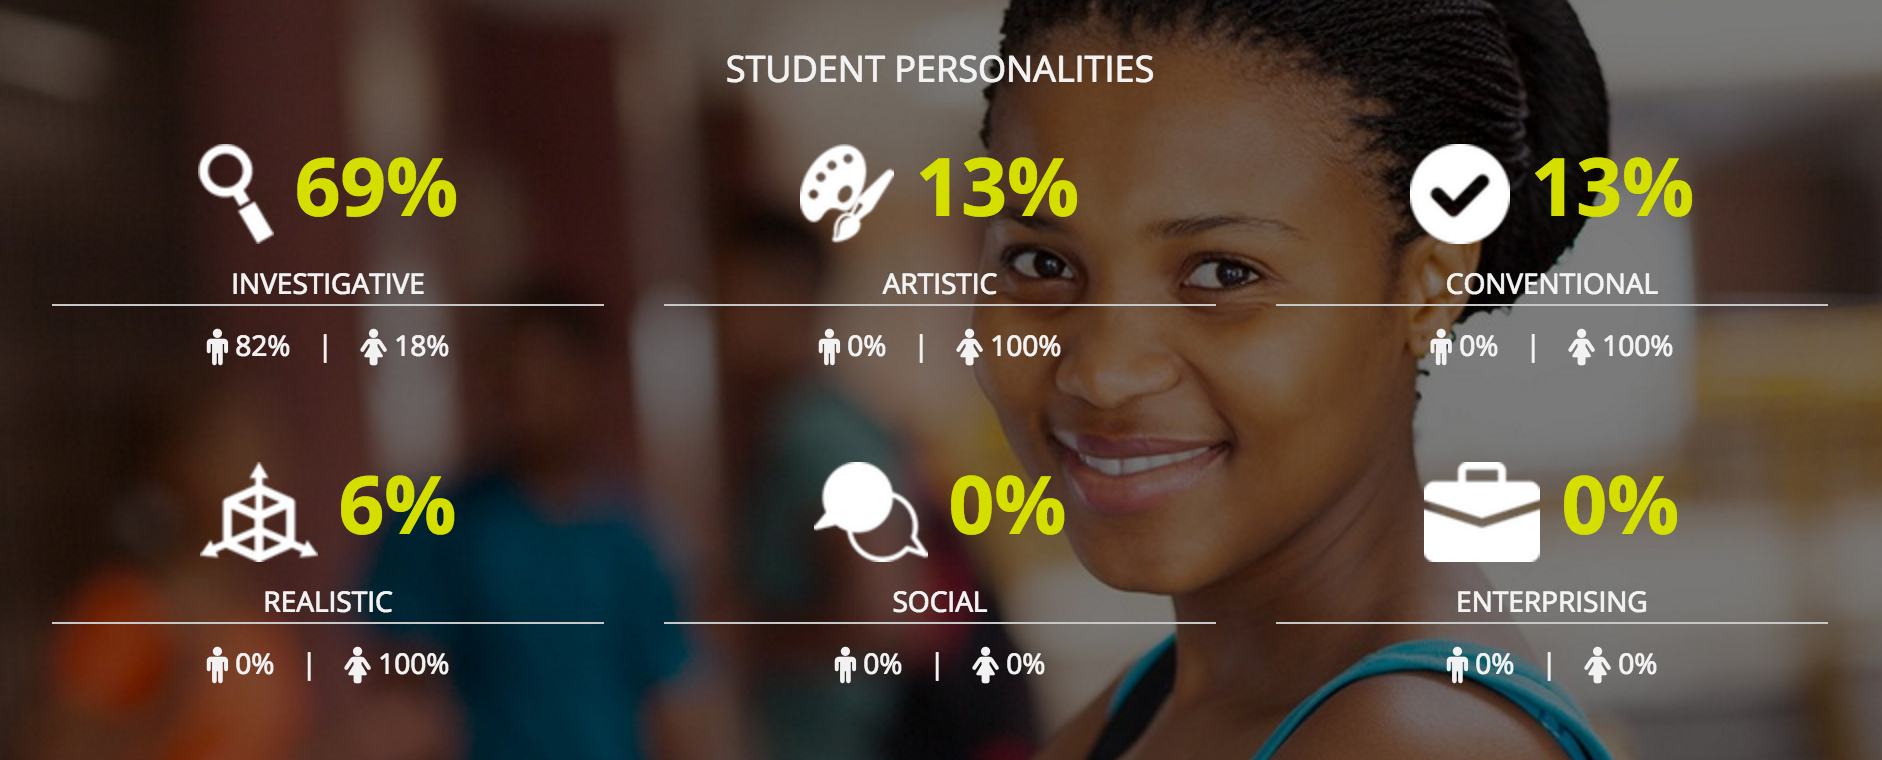 STUDENT PERSONALITIES
69% 13% 13%
INVESTIGATIVE ARTISTIC CONVENTIONAL
82% | 18% 0% | 100% 0% | 100%
6% 0% 0%
REALISTIC SOCIAL ENTERPRISING
0% | 100% 0% | 0% 0% | 0%